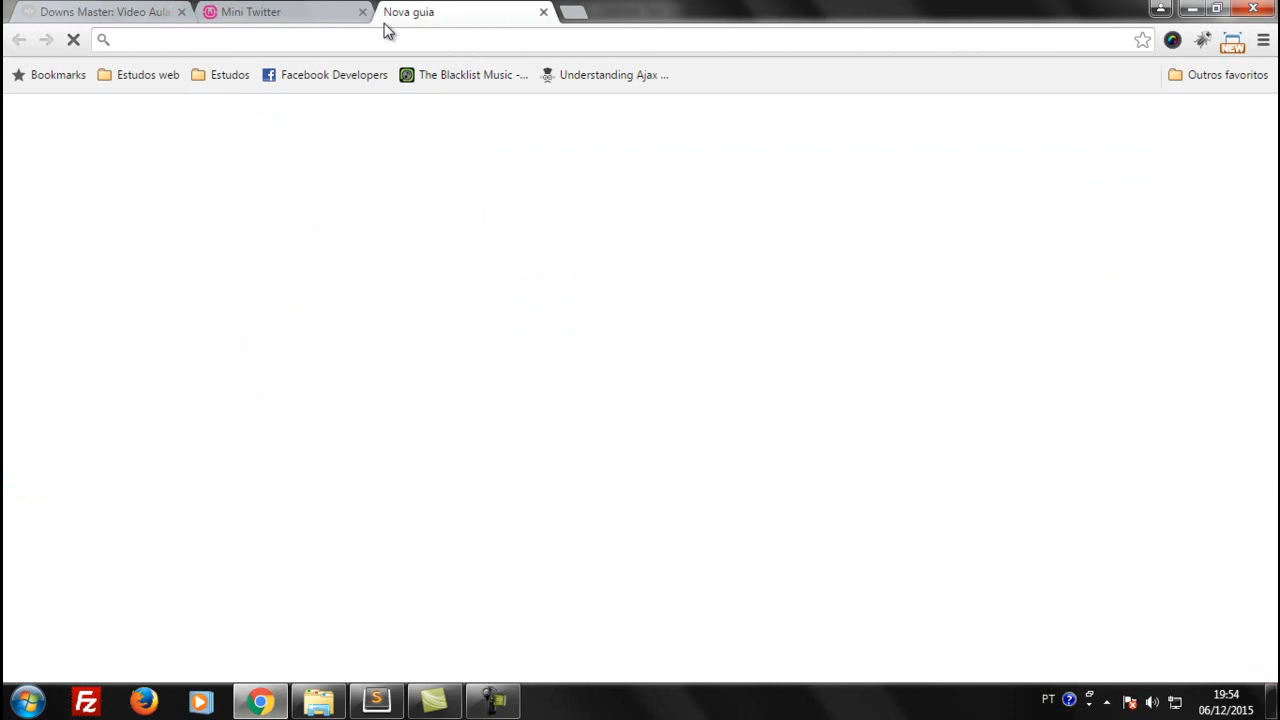 Downs Master: Video Aula
Mini Twitter
Nova guia
Bookmarks
Estudos web
Estudos
Facebook Developers
The Blacklist Music -...
Understanding Ajax ...
Outros favoritos
NEW
Fz
S
PT
19:54
06/12/2015